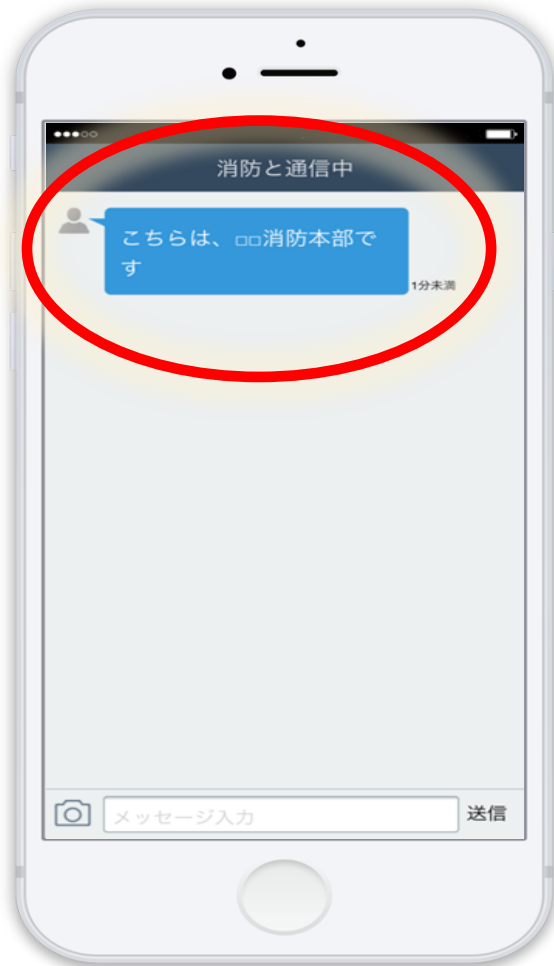 消防と通信中
こちらは、□□消防本部で
す
1分未満
メッセージ入力
送信